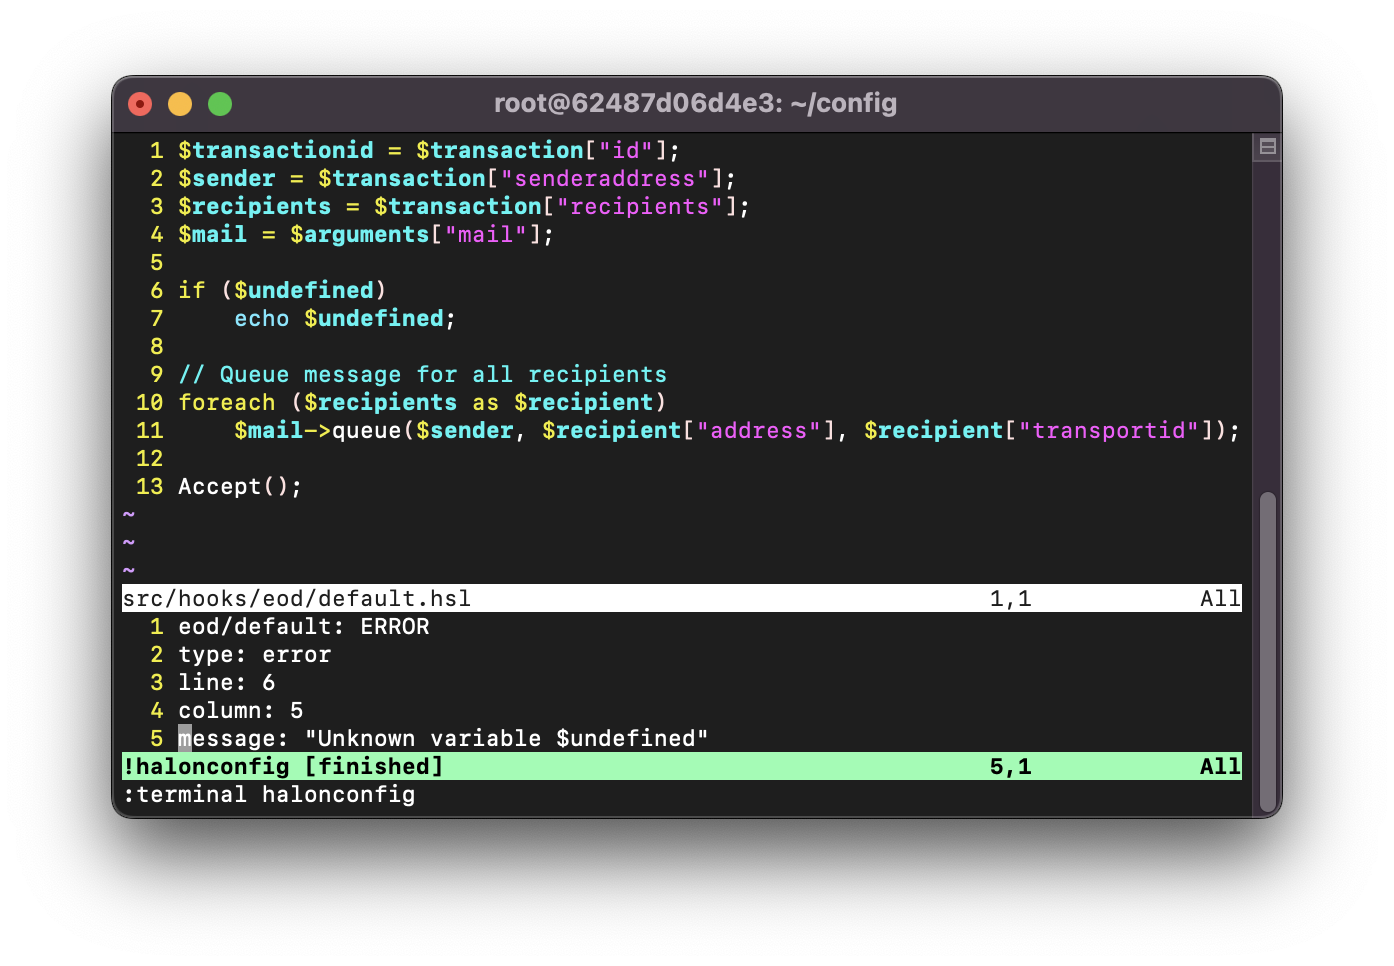 root@62487d06d4e3: ~/config
1 $transactionid = $transaction["id"];
2 $sender = $transaction["senderaddress"];
3 $recipients = $transaction["recipients"];
4 $mail = $arguments["mail"];
5
6 if ($undefined)
7     echo $undefined;
8
9 // Queue message for all recipients
10 foreach ($recipients as $recipient)
11     $mail->queue($sender, $recipient["address"], $recipient["transportid"]);
12
13 Accept();
~
~
~
src/hooks/eod/default.hsl 1,1 All
1 eod/default: ERROR
2 type: error
3 line: 6
4 column: 5
5 message: "Unknown variable $undefined"
!halonconfig [finished] 5,1 All
:terminal halonconfig